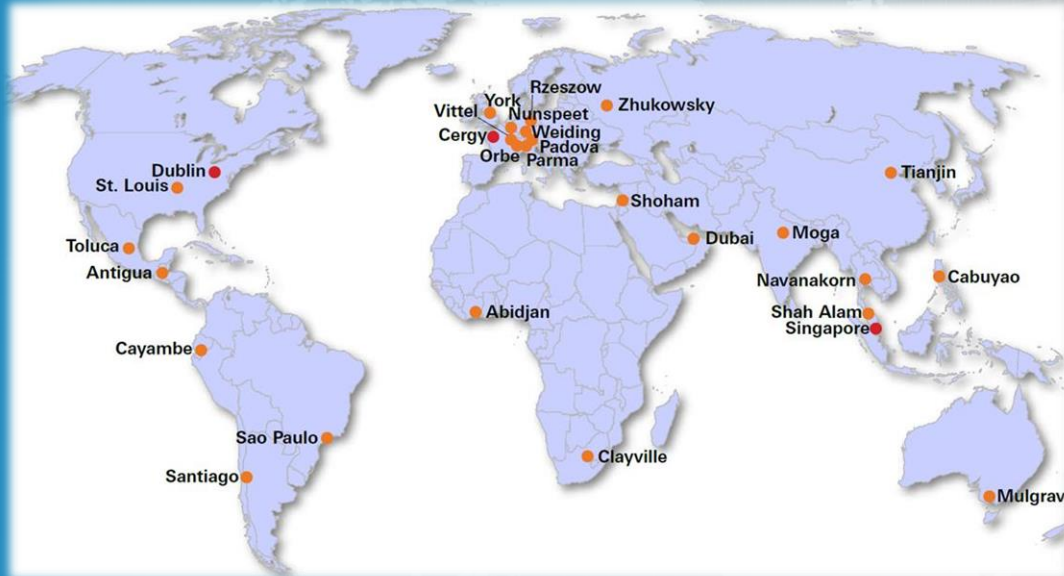 Rzeszow
York
Zhukowsky
Vittel
Nunspeet
Cergy
Weiding
Padova
Orbe
Parma
Dublin
St. Louis
Tianjin
Shoham
Toluca
Dubai
Moga
Antigua
Navanakorn
Cabuyao
Abidjan
Shah Alam
Singapore
Cayambe
Sao Paulo
Clayville
Santiago
Mulgrav